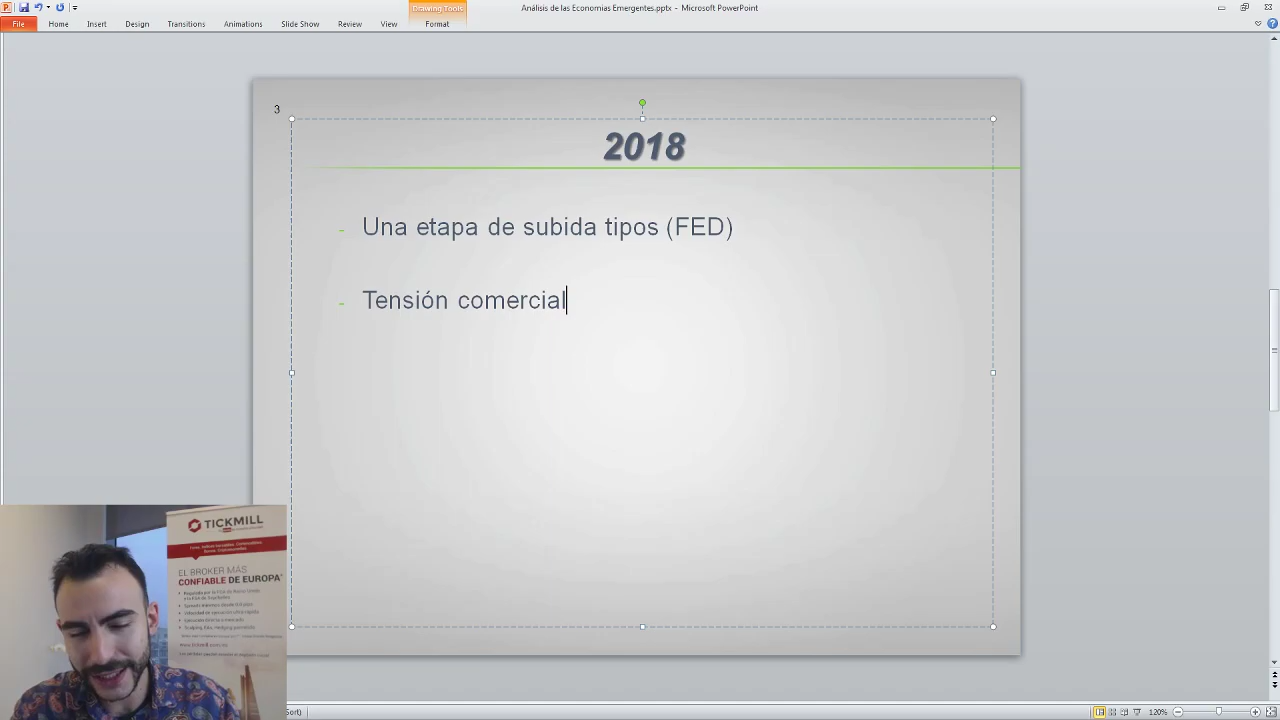 Drawing Tools
Análisis de las Economias Emergentes.pptx - Microsoft PowerPoint
File Home Insert Design Transitions Animations Slide Show Review View Format
3
2018
- Una etapa de subida tipos (FED)
- Tensión comercial
TICKMILL
EL BROKER MÁS
CONFIABLE DE EUROPA*
120%